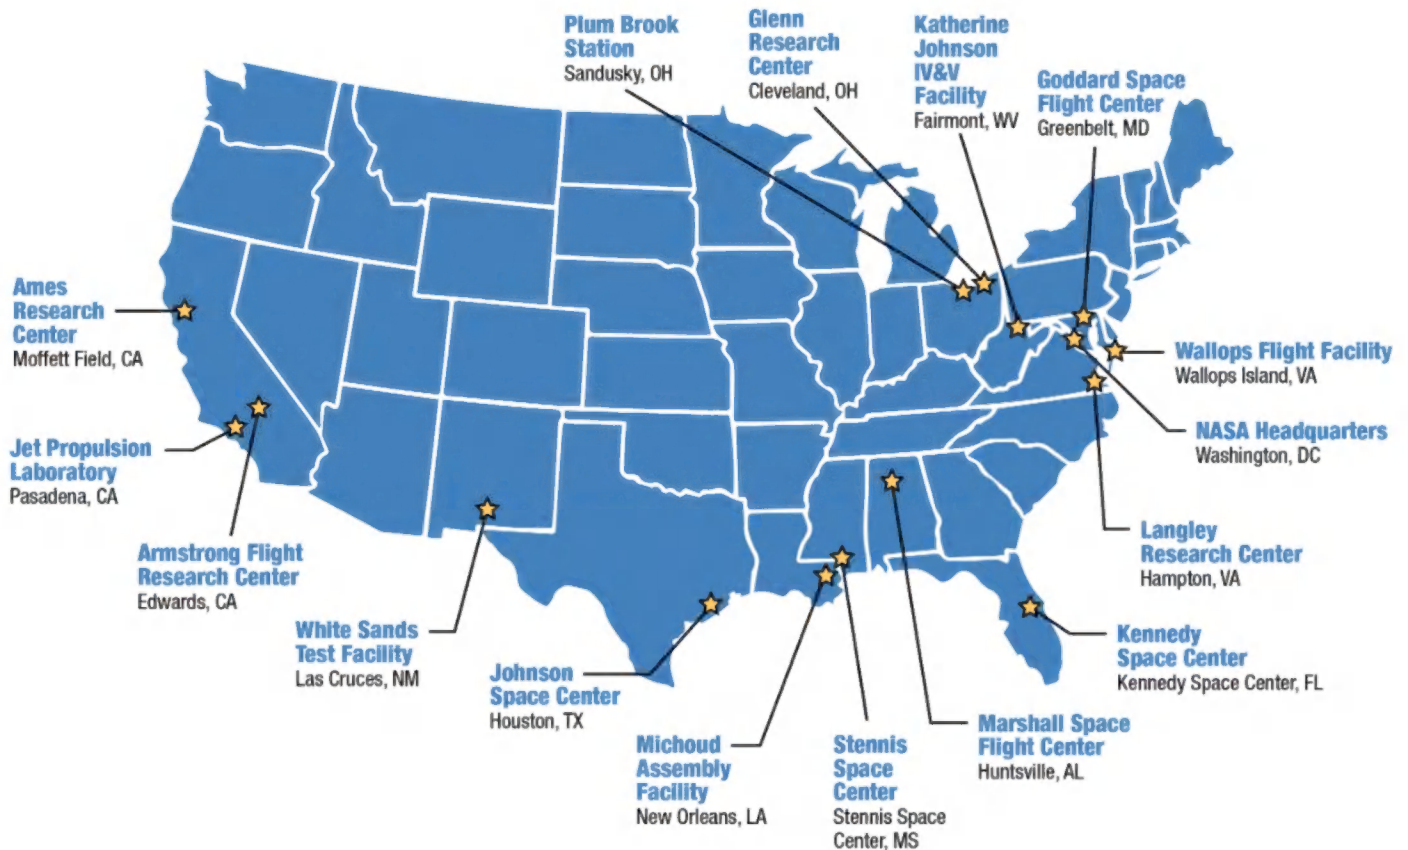 Plum Brook
Station
Sandusky, OH
Glenn
Research
Center
Cleveland, OH
Katherine
Johnson
IV&V
Facility
Fairmont, WV
Goddard Space
Flight Center
Greenbelt, MD
Ames
Research
Center
Moffett Field, CA
Wallops Flight Facility
Wallops Island, VA
Jet Propulsion
Laboratory
Pasadena, CA
NASA Headquarters
Washington, DC
Armstrong Flight
Research Center
Edwards, CA
Langley
Research Center
Hampton, VA
White Sands
Test Facility
Las Cruces, NM
Johnson
Space Center
Houston, TX
Kennedy
Space Center
Kennedy Space Center, FL
Michoud
Assembly
Facility
New Orleans, LA
Stennis
Space
Center
Stennis Space
Center, MS
Marshall Space
Flight Center
Huntsville, AL